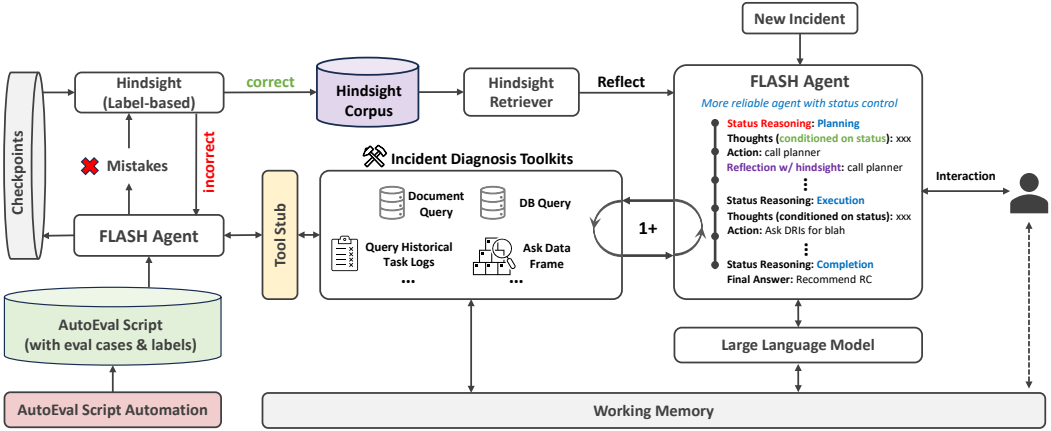 New Incident
Checkpoints
Hindsight
(Label-based)
correct
Hindsight
Corpus
Hindsight
Retriever
Reflect
Mistakes
incorrect
FLASH Agent
AutoEval Script
(with eval cases & labels)
AutoEval Script Automation
Tool Stub
Incident Diagnosis Toolkits
Document
Query
DB Query
Query Historical
Task Logs
...
Ask Data
Frame
...
1+
FLASH Agent
More reliable agent with status control
Status Reasoning: Planning
Thoughts (conditioned on status): xxx
Action: call planner
Reflection w/ hindsight: call planner
⋮
Status Reasoning: Execution
Thoughts (conditioned on status): xxx
Action: Ask DRIs for blah
⋮
Status Reasoning: Completion
Final Answer: Recommend RC
Interaction
Large Language Model
Working Memory